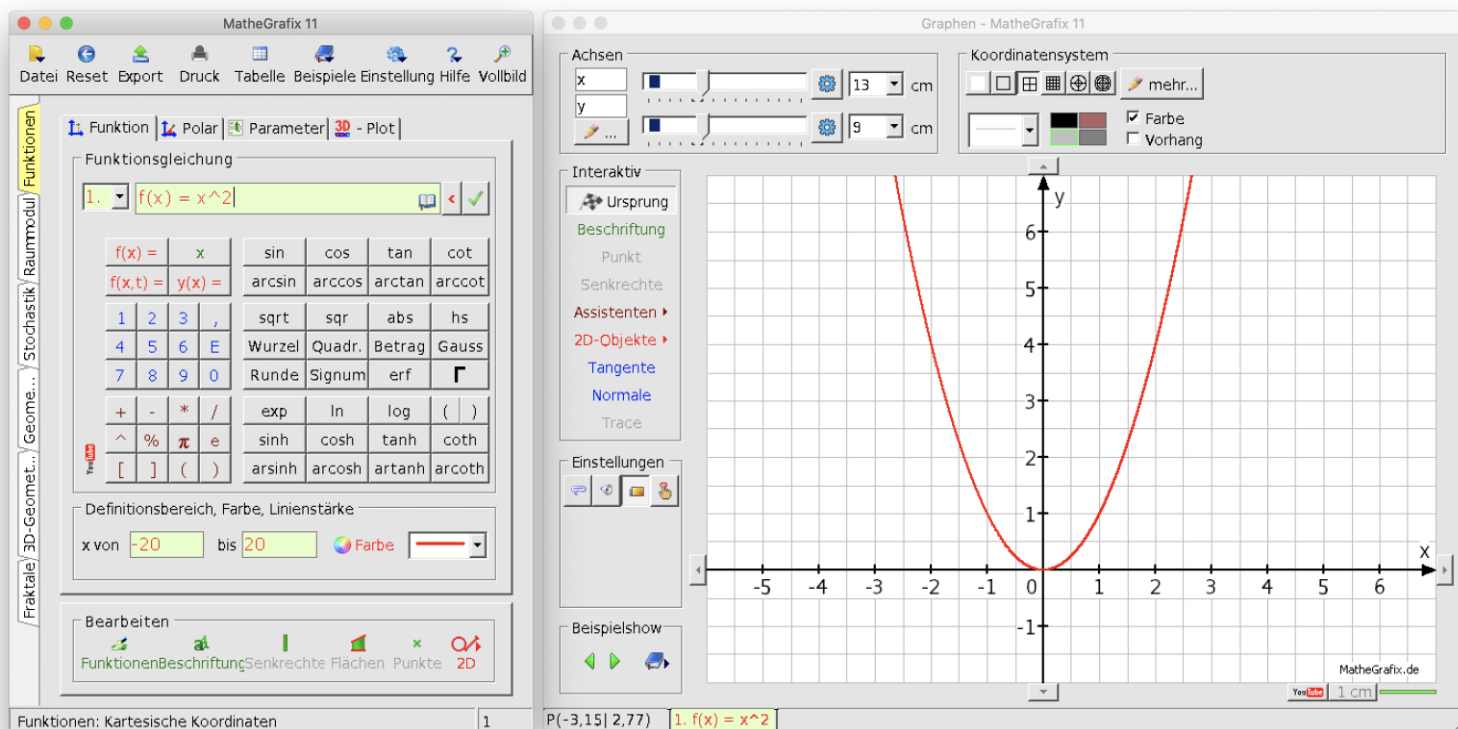 MatheGrafix 11
Datei Reset Export Druck Tabelle Beispiele Einstellung Hilfe Vollbild
Funktionen
Raummodul
Stochastik
Geome...
3D-Geomet...
Fraktale
Funktion Polar Parameter 3D - Plot
Funktionsgleichung
1. f(x) = x^2 <
f(x) = x sin cos tan cot
f(x,t) = y(x) = arcsin arccos arctan arccot
1 2 3 , sqrt sqr abs hs
4 5 6 E Wurzel Quadr. Betrag Gauss
7 8 9 0 Runde Signum erf Γ
+ - * / exp ln log ( )
^ % π e sinh cosh tanh coth
[ ] ( ) arsinh arcosh artanh arcoth
YouTube
Definitionsbereich, Farbe, Linienstärke
x von -20 bis 20 Farbe
Bearbeiten
Funktionen Beschriftung Senkrechte Flächen Punkte 2D
Funktionen: Kartesische Koordinaten 1
Graphen - MatheGrafix 11
Achsen
x 13 cm
y
... 9 cm
Koordinatensystem
mehr...
Farbe
Vorhang
Interaktiv
Ursprung
Beschriftung
Punkt
Senkrechte
Assistenten
2D-Objekte
Tangente
Normale
Trace
Einstellungen
Beispielshow
y
6
5
4
3
2
1
x
-5 -4 -3 -2 -1 0 1 2 3 4 5 6
-1
MatheGrafix.de
YouTube 1 cm
P(-3,15| 2,77) 1. f(x) = x^2